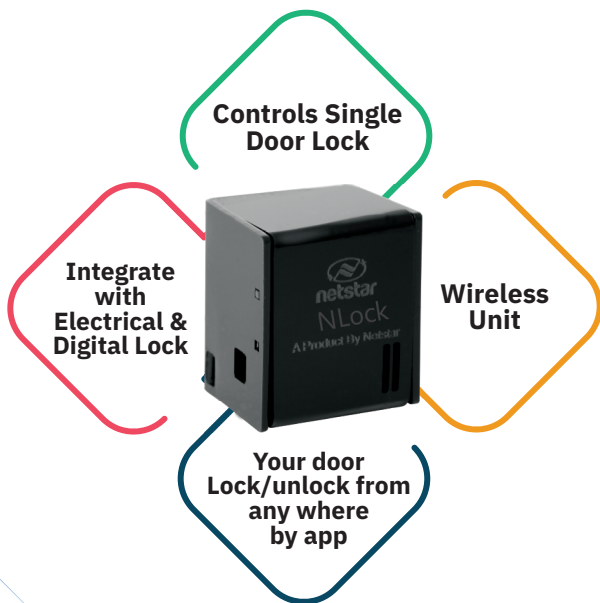 Controls Single
Door Lock
Integrate
with
Electrical &
Digital Lock
netstar
NLock
A Product By Netstar
Wireless
Unit
Your door
Lock/unlock from
any where
by app